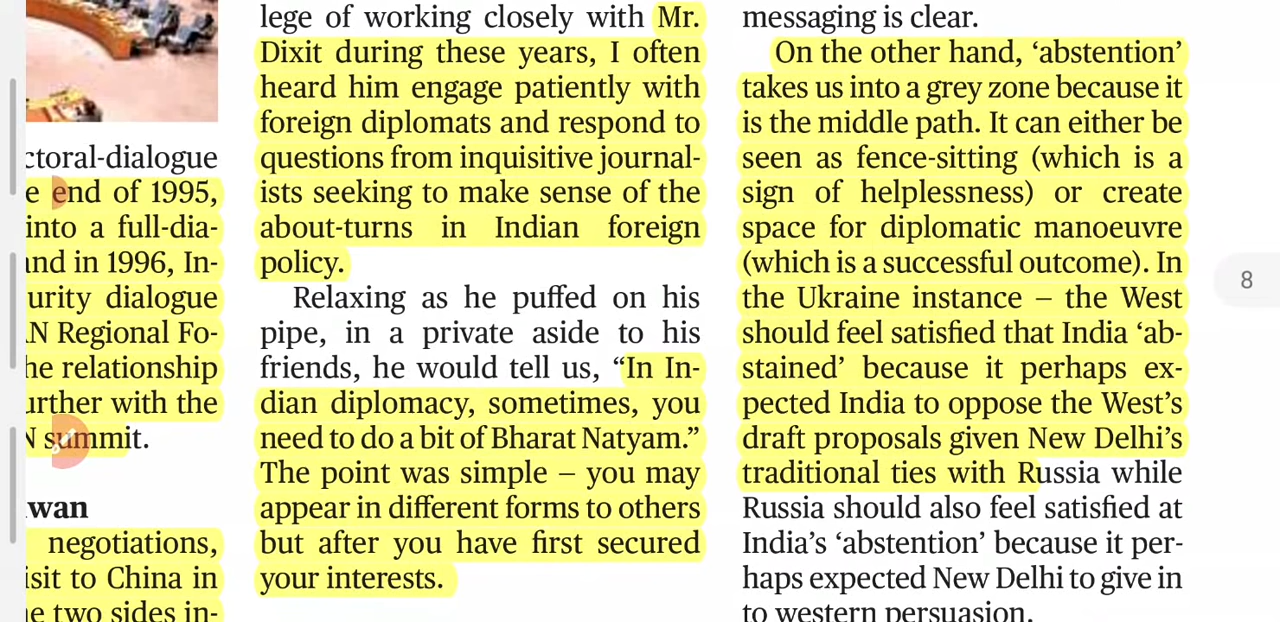 ctoral-dialogue
e end of 1995,
into a full-dia-
and in 1996, In-
urity dialogue
N Regional Fo-
he relationship
urther with the
N summit.
wan
negotiations,
isit to China in
e two sides in-
lege of working closely with Mr.
Dixit during these years, I often
heard him engage patiently with
foreign diplomats and respond to
questions from inquisitive journal-
ists seeking to make sense of the
about-turns in Indian foreign
policy.
Relaxing as he puffed on his
pipe, in a private aside to his
friends, he would tell us, “In In-
dian diplomacy, sometimes, you
need to do a bit of Bharat Natyam.”
The point was simple – you may
appear in different forms to others
but after you have first secured
your interests.
messaging is clear.
On the other hand, ‘abstention’
takes us into a grey zone because it
is the middle path. It can either be
seen as fence-sitting (which is a
sign of helplessness) or create
space for diplomatic manoeuvre
(which is a successful outcome). In
the Ukraine instance – the West
should feel satisfied that India ‘ab-
stained’ because it perhaps ex-
pected India to oppose the West’s
draft proposals given New Delhi’s
traditional ties with Russia while
Russia should also feel satisfied at
India’s ‘abstention’ because it per-
haps expected New Delhi to give in
to western persuasion.
8